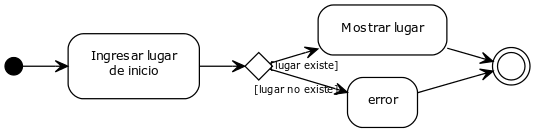 Ingresar lugar
de inicio
Mostrar lugar
[lugar existe]
[lugar no existe]
error